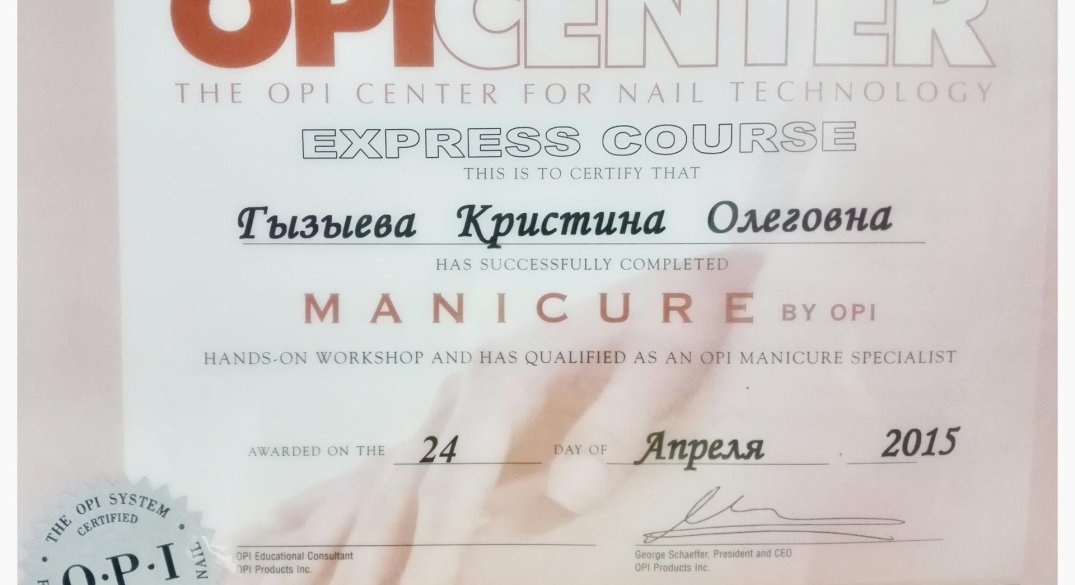 OPI CENTER
THE OPI CENTER FOR NAIL TECHNOLOGY
EXPRESS COURSE
THIS IS TO CERTIFY THAT
Гызыева Кристина Олеговна
HAS SUCCESSFULLY COMPLETED
MANICURE BY OPI
HANDS-ON WORKSHOP AND HAS QUALIFIED AS AN OPI MANICURE SPECIALIST
AWARDED ON THE 24 DAY OF Апреля, 2015
THE OPI SYSTEM
CERTIFIED
O·P·I
NAIL
OPI Educational Consultant
OPI Products Inc.
George Schaeffer, President and CEO
OPI Products Inc.